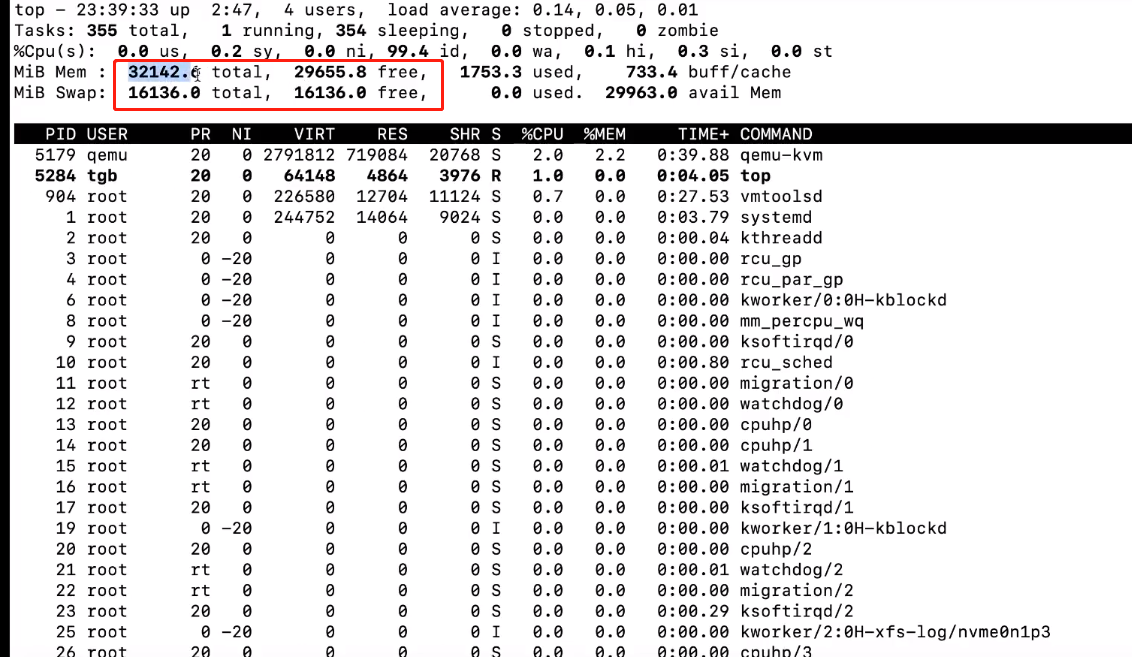 top - 23:39:33 up  2:47,  4 users,  load average: 0.14, 0.05, 0.01
Tasks: 355 total,   1 running, 354 sleeping,   0 stopped,   0 zombie
%Cpu(s):  0.0 us,  0.2 sy,  0.0 ni, 99.4 id,  0.0 wa,  0.1 hi,  0.3 si,  0.0 st
MiB Mem : total,  29655.8 free,   1753.3 used,    733.4 buff/cache
MiB Swap:  16136.0 total,  16136.0 free,      0.0 used.  29963.0 avail Mem
PID USER      PR  NI    VIRT    RES    SHR S  %CPU  %MEM     TIME+ COMMAND
5179 qemu      20   0 2791812 719084  20768 S   2.0   2.2   0:39.88 qemu-kvm
5284 tgb       20   0   64148   4864   3976 R   1.0   0.0   0:04.05 top
904 root      20   0  226580  12704  11124 S   0.7   0.0   0:27.53 vmtoolsd
1 root      20   0  244752  14064   9024 S   0.0   0.0   0:03.79 systemd
2 root      20   0       0      0      0 S   0.0   0.0   0:00.04 kthreadd
3 root       0 -20       0      0      0 I   0.0   0.0   0:00.00 rcu_gp
4 root       0 -20       0      0      0 I   0.0   0.0   0:00.00 rcu_par_gp
6 root       0 -20       0      0      0 I   0.0   0.0   0:00.00 kworker/0:0H-kblockd
8 root       0 -20       0      0      0 I   0.0   0.0   0:00.00 mm_percpu_wq
9 root      20   0       0      0      0 S   0.0   0.0   0:00.00 ksoftirqd/0
10 root      20   0       0      0      0 I   0.0   0.0   0:00.80 rcu_sched
11 root      rt   0       0      0      0 S   0.0   0.0   0:00.00 migration/0
12 root      rt   0       0      0      0 S   0.0   0.0   0:00.00 watchdog/0
13 root      20   0       0      0      0 S   0.0   0.0   0:00.00 cpuhp/0
14 root      20   0       0      0      0 S   0.0   0.0   0:00.00 cpuhp/1
15 root      rt   0       0      0      0 S   0.0   0.0   0:00.01 watchdog/1
16 root      rt   0       0      0      0 S   0.0   0.0   0:00.00 migration/1
17 root      20   0       0      0      0 S   0.0   0.0   0:00.00 ksoftirqd/1
19 root       0 -20       0      0      0 I   0.0   0.0   0:00.00 kworker/1:0H-kblockd
20 root      20   0       0      0      0 S   0.0   0.0   0:00.00 cpuhp/2
21 root      rt   0       0      0      0 S   0.0   0.0   0:00.01 watchdog/2
22 root      rt   0       0      0      0 S   0.0   0.0   0:00.00 migration/2
23 root      20   0       0      0      0 S   0.0   0.0   0:00.29 ksoftirqd/2
25 root       0 -20       0      0      0 I   0.0   0.0   0:00.00 kworker/2:0H-xfs-log/nvme0n1p3
26 root      20   0       0      0      0 S   0.0   0.0   0:00.00 cpuhp/3